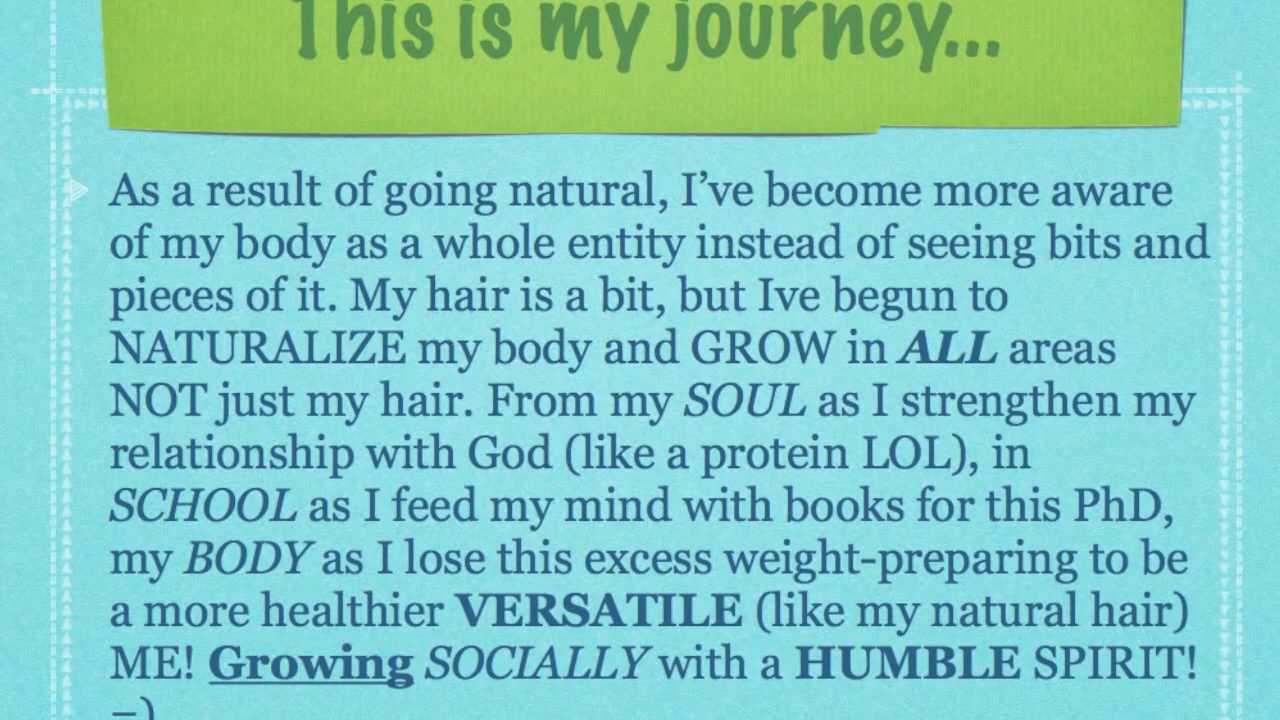 This is my journey...
As a result of going natural, I’ve become more aware
of my body as a whole entity instead of seeing bits and
pieces of it. My hair is a bit, but Ive begun to
NATURALIZE my body and GROW in ALL areas
NOT just my hair. From my SOUL as I strengthen my
relationship with God (like a protein LOL), in
SCHOOL as I feed my mind with books for this PhD,
my BODY as I lose this excess weight-preparing to be
a more healthier VERSATILE (like my natural hair)
ME! Growing SOCIALLY with a HUMBLE SPIRIT!
=)